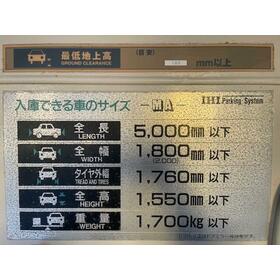 最低地上高 (目安)
GROUND CLEARANCE mm以上
入庫できる車のサイズ -MA- IHI Parking System
全長 5,000mm 以下
LENGTH
全幅 1,800mm 以下
WIDTH (2,000)
タイヤ外幅 1,760mm 以下
TREAD AND TIRES
全高 1,550mm 以下
HEIGHT
重量 1,700kg 以下
WEIGHT